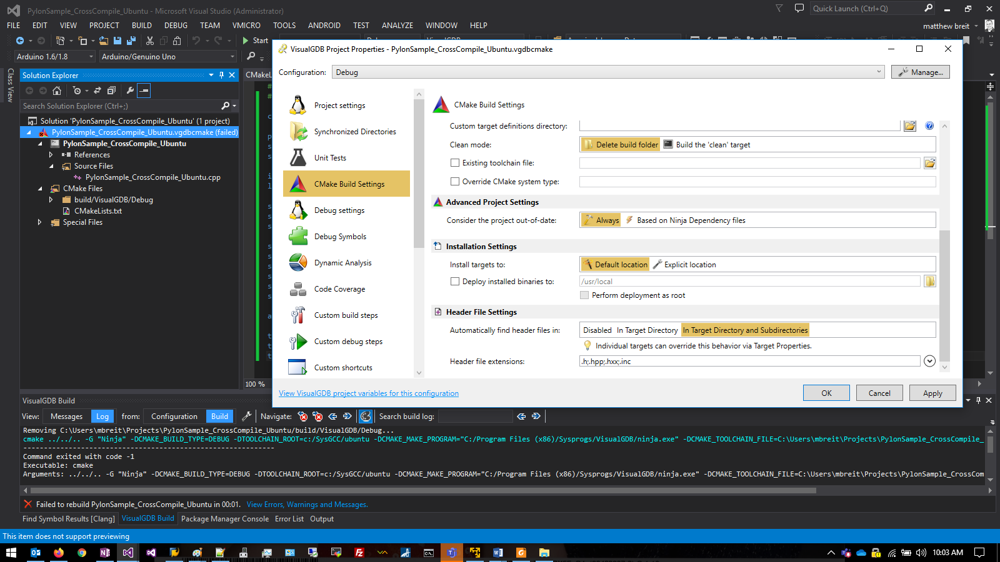 PylonSample_CrossCompile_Ubuntu - Microsoft Visual Studio (Administrator)
Quick Launch (Ctrl+Q)
FILE EDIT VIEW PROJECT BUILD DEBUG TEAM VMICRO TOOLS ANDROID TEST ANALYZE WINDOW HELP
matthew breit
Start
Arduino 1.6/1.8 Arduino/Genuino Uno
Class View
Solution Explorer
Search Solution Explorer (Ctrl+;)
Solution 'PylonSample_CrossCompile_Ubuntu' (1 project)
PylonSample_CrossCompile_Ubuntu.vgdbcmake (failed)
PylonSample_CrossCompile_Ubuntu
References
Source Files
PylonSample_CrossCompile_Ubuntu.cpp
CMake Files
build/VisualGDB/Debug
CMakeLists.txt
Special Files
CMakeL
100 %
VisualGDB Project Properties - PylonSample_CrossCompile_Ubuntu.vgdbcmake
Configuration: Debug Manage...
Project settings
Synchronized Directories
Unit Tests
CMake Build Settings
Debug settings
Debug Symbols
Dynamic Analysis
Code Coverage
Custom build steps
Custom debug steps
Custom shortcuts
CMake Build Settings
Custom target definitions directory:
Clean mode: Delete build folder Build the 'clean' target
Existing toolchain file:
Override CMake system type:
Advanced Project Settings
Consider the project out-of-date: Always Based on Ninja Dependency files
Installation Settings
Install targets to: Default location Explicit location
Deploy installed binaries to: /usr/local
Perform deployment as root
Header File Settings
Automatically find header files in: Disabled In Target Directory In Target Directory and Subdirectories
Individual targets can override this behavior via Target Properties.
Header file extensions: .h;.hpp;.hxx;.inc
View VisualGDB project variables for this configuration
OK Cancel Apply
VisualGDB Build
View: Messages Log from: Configuration Build Navigate: Search build log:
Removing C:\Users\mbreit\Projects\PylonSample_CrossCompile_Ubuntu/build/VisualGDB/Debug...
cmake ../../.. -G "Ninja" -DCMAKE_BUILD_TYPE=DEBUG -DTOOLCHAIN_ROOT=c:/SysGCC/ubuntu -DCMAKE_MAKE_PROGRAM="C:/Program Files (x86)/Sysprogs/VisualGDB/ninja.exe" -DCMAKE_TOOLCHAIN_FILE=C:\Users\mbreit\Projects\PylonSample_CrossCompile_
-------------------------------------------------------------
Command exited with code -1
Executable: cmake
Arguments: ../../.. -G "Ninja" -DCMAKE_BUILD_TYPE=DEBUG -DTOOLCHAIN_ROOT=c:/SysGCC/ubuntu -DCMAKE_MAKE_PROGRAM="C:/Program Files (x86)/Sysprogs/VisualGDB/ninja.exe" -DCMAKE_TOOLCHAIN_FILE=C:\Users\mbreit\Projects\PylonSample_CrossCom
Failed to rebuild PylonSample_CrossCompile_Ubuntu in 00:01. View Errors, Warnings and Messages.
Find Symbol Results [Clang] VisualGDB Build Package Manager Console Error List Output
This item does not support previewing
10:03 AM